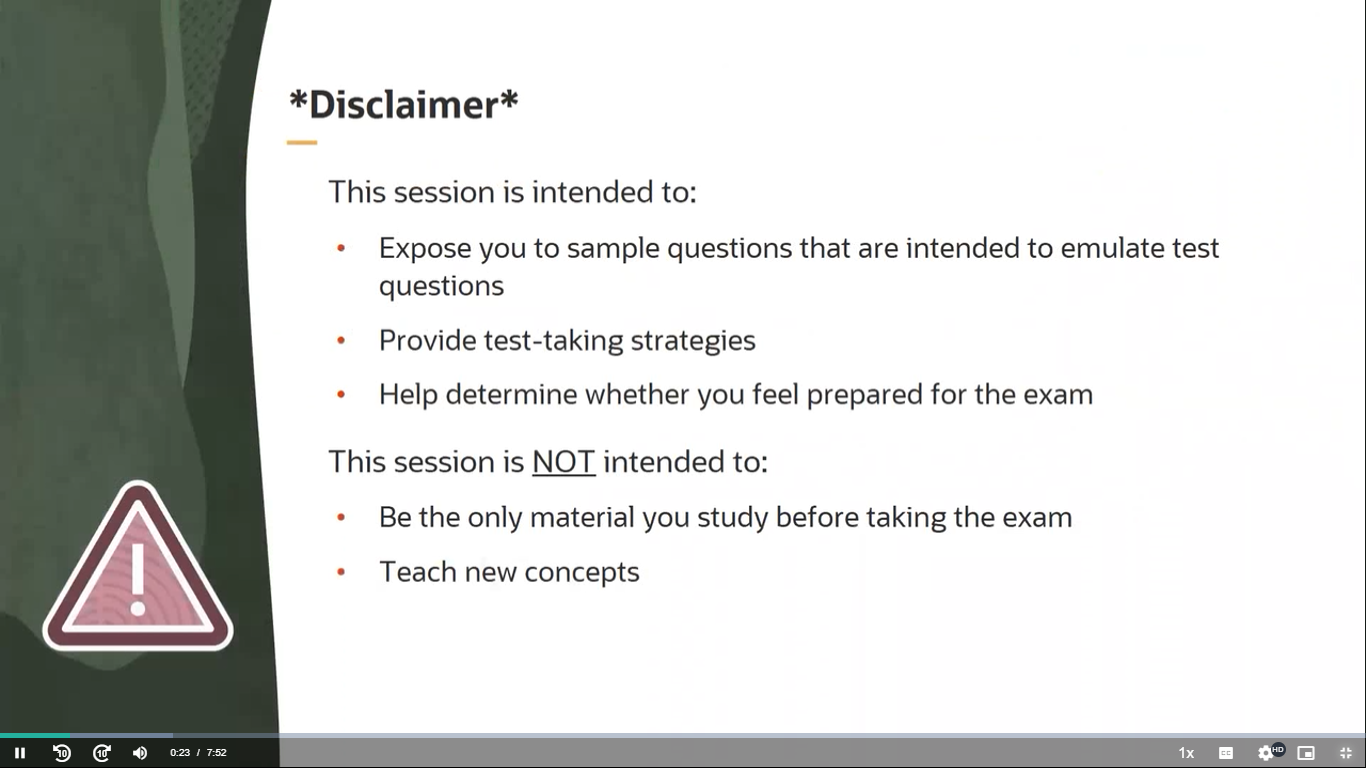 *Disclaimer*
This session is intended to:
• Expose you to sample questions that are intended to emulate test
questions
• Provide test-taking strategies
• Help determine whether you feel prepared for the exam
This session is NOT intended to:
• Be the only material you study before taking the exam
• Teach new concepts
!
10 10 0:23 / 7:52 1x CC HD